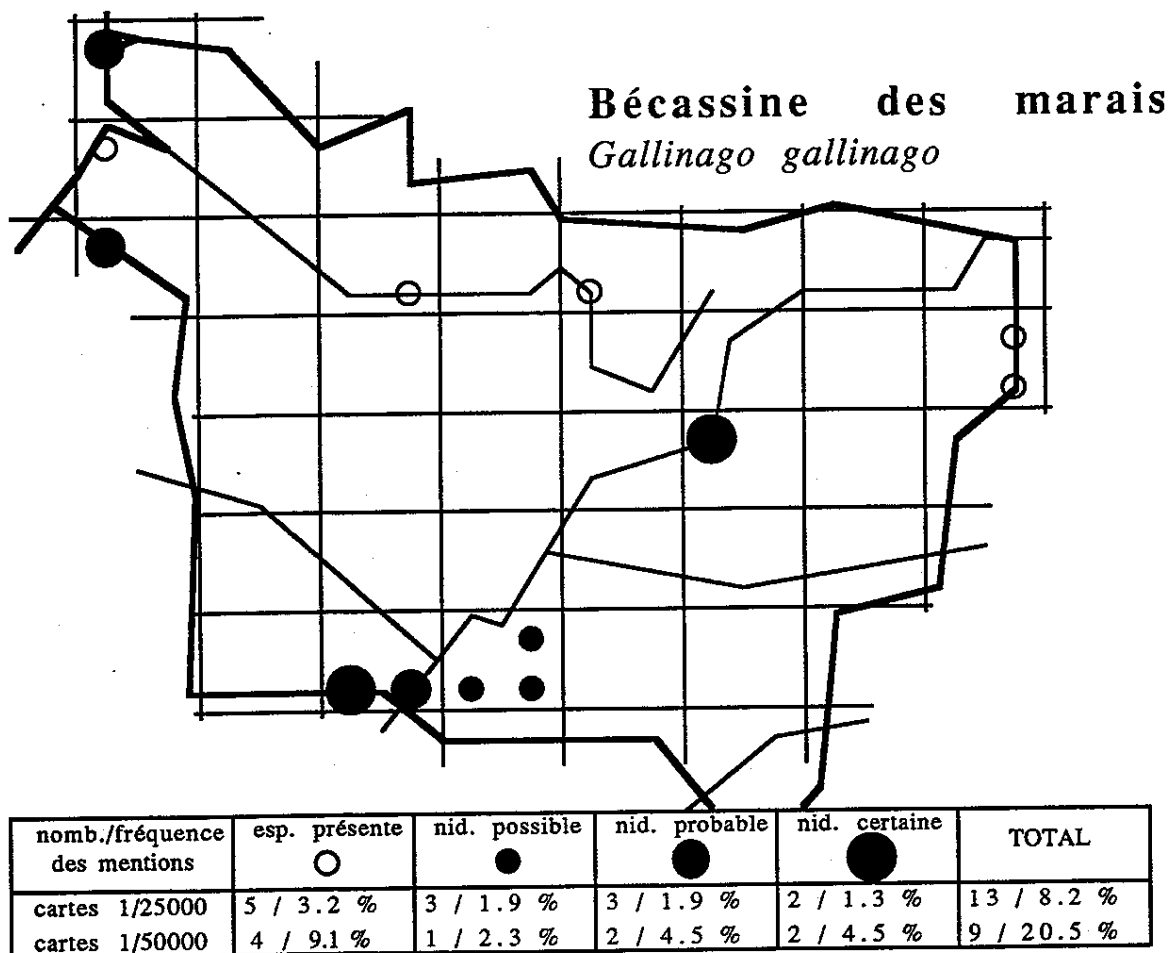 Bécassine des marais
Gallinago gallinago
nomb./fréquence des mentions esp. présente nid. possible nid. probable nid. certaine TOTAL
cartes 1/25000 5 / 3.2 % 3 / 1.9 % 3 / 1.9 % 2 / 1.3 % 13 / 8.2 %
cartes 1/50000 4 / 9.1 % 1 / 2.3 % 2 / 4.5 % 2 / 4.5 % 9 / 20.5 %